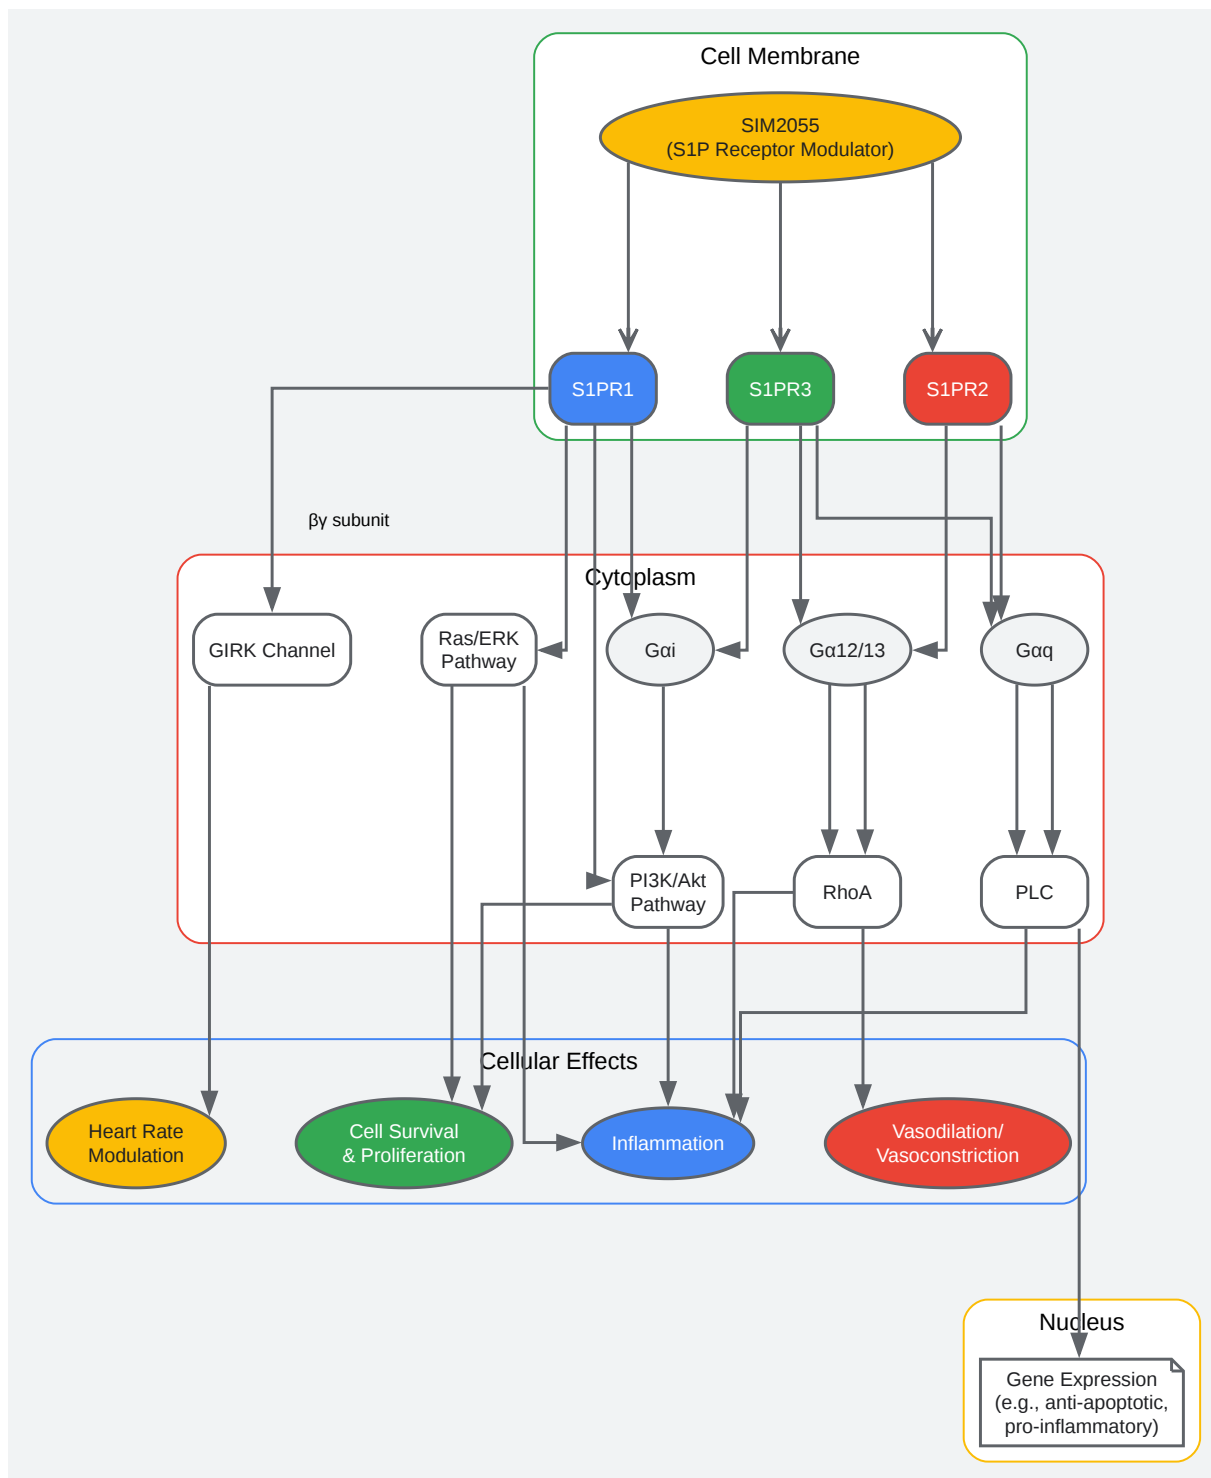 Cell Membrane
SIM2055
(S1P Receptor Modulator)
S1PR1
S1PR3
S1PR2
βγ subunit
Cytoplasm
GIRK Channel
Ras/ERK
Pathway
Gαi
Gα12/13
Gαq
PI3K/Akt
Pathway
RhoA
PLC
Cellular Effects
Heart Rate
Modulation
Cell Survival
& Proliferation
Inflammation
Vasodilation/
Vasoconstriction
Nucleus
Gene Expression
(e.g., anti-apoptotic,
pro-inflammatory)